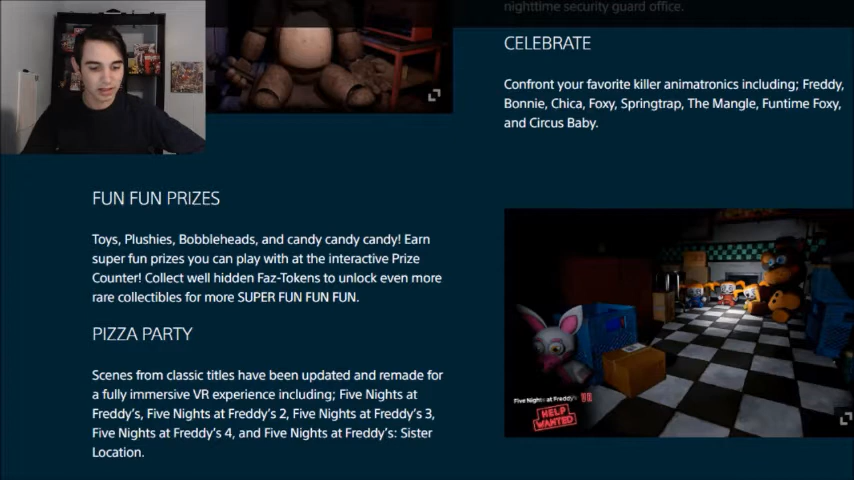 nighttime security guard office.
CELEBRATE
Confront your favorite killer animatronics including; Freddy,
Bonnie, Chica, Foxy, Springtrap, The Mangle, Funtime Foxy,
and Circus Baby.
FUN FUN PRIZES
Toys, Plushies, Bobbleheads, and candy candy candy! Earn
super fun prizes you can play with at the interactive Prize
Counter! Collect well hidden Faz-Tokens to unlock even more
rare collectibles for more SUPER FUN FUN FUN.
PIZZA PARTY
Scenes from classic titles have been updated and remade for
a fully immersive VR experience including; Five Nights at
Freddy's, Five Nights at Freddy's 2, Five Nights at Freddy's 3,
Five Nights at Freddy's 4, and Five Nights at Freddy's: Sister
Location.
Five Nights at Freddy's VR
HELP
WANTED